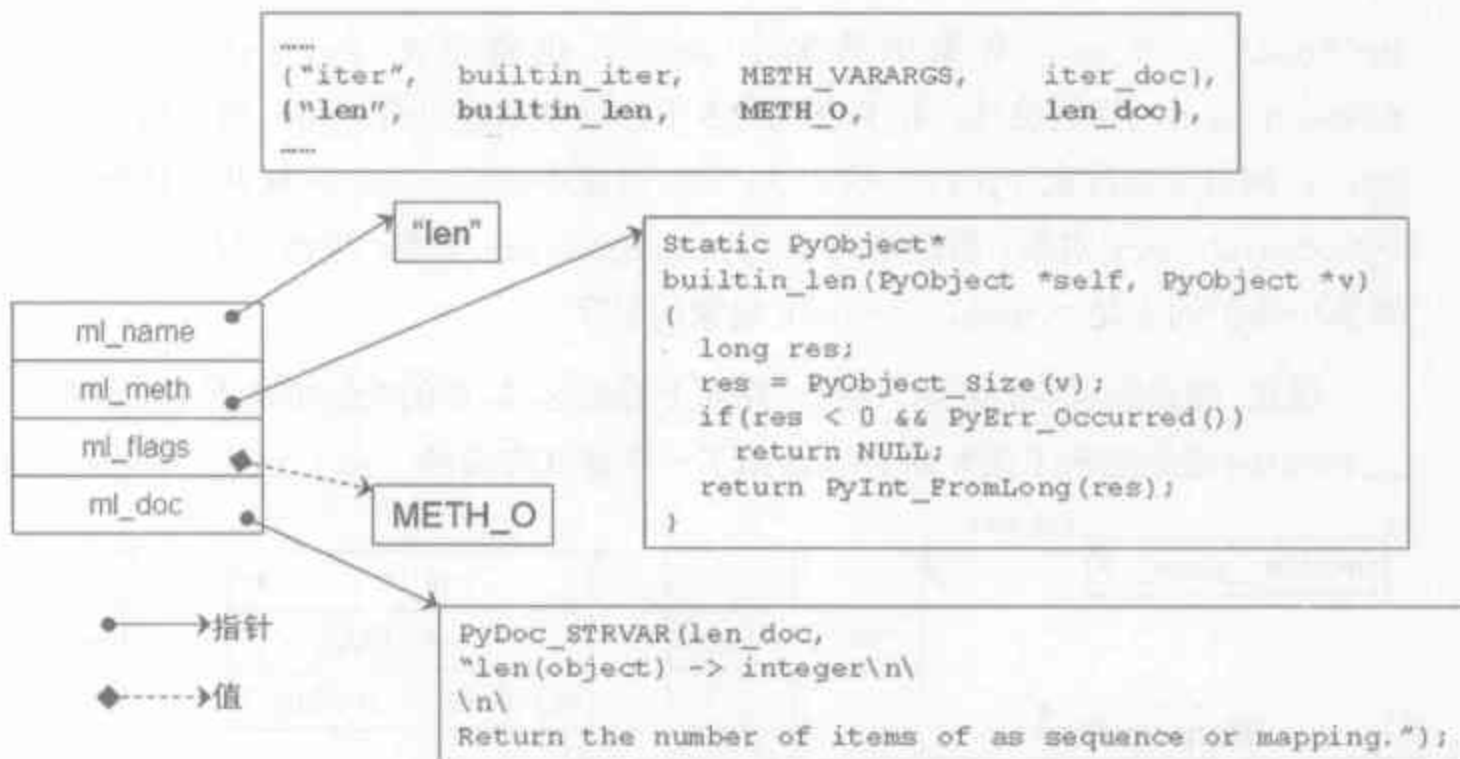 ……
{"iter", builtin_iter, METH_VARARGS, iter_doc},
{"len", builtin_len, METH_O, len_doc},
……
"len"
ml_name
ml_meth
ml_flags
ml_doc
METH_O
Static PyObject*
builtin_len(PyObject *self, PyObject *v)
{
long res;
res = PyObject_Size(v);
if(res < 0 && PyErr_Occurred())
return NULL;
return PyInt_FromLong(res);
}
指针
值
PyDoc_STRVAR(len_doc,
"len(object) -> integer\n\
\n\
Return the number of items of as sequence or mapping.");